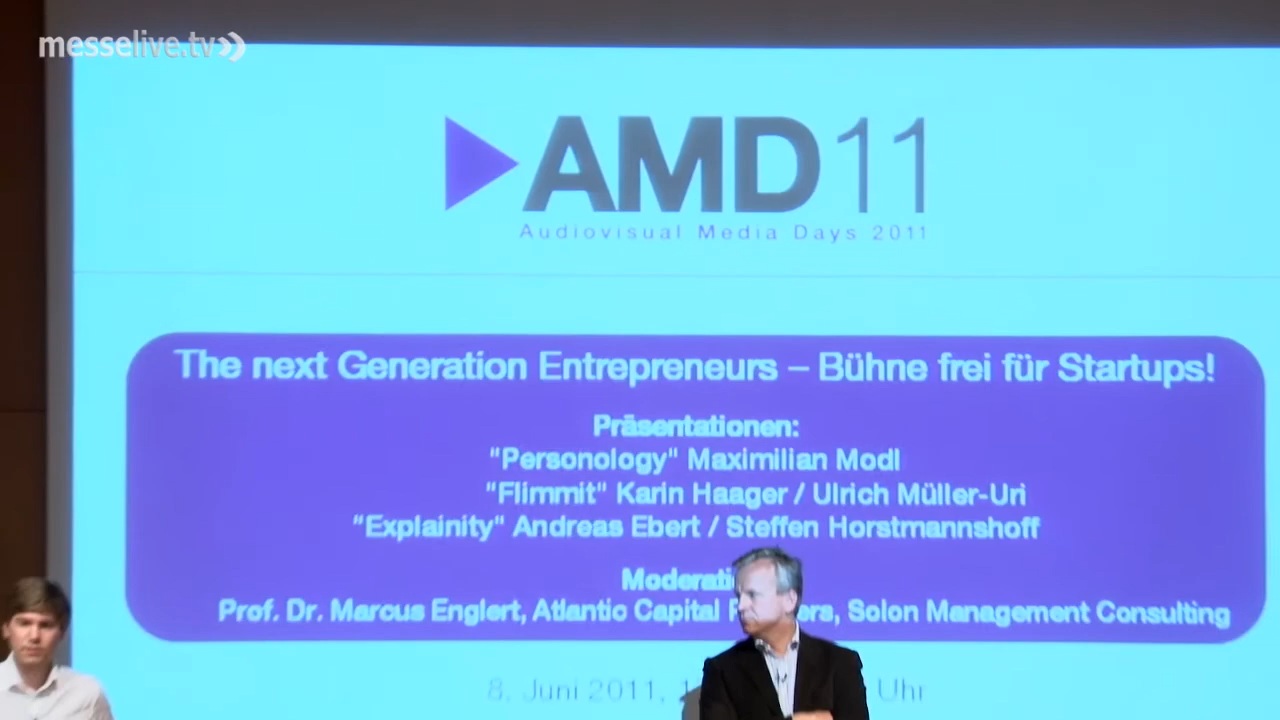 messelive.tv
AMD11
Audiovisual Media Days 2011
The next Generation Entrepreneurs – Bühne frei für Startups!
Präsentationen:
"Personology" Maximilian Modl
"Flimmit" Karin Haager / Ulrich Müller-Uri
"Explainity" Andreas Ebert / Steffen Horstmannshoff
Prof. Dr. Marcus Englert, Atlantic Capital Solon Management Consulting
8. Juni 2011, Uhr